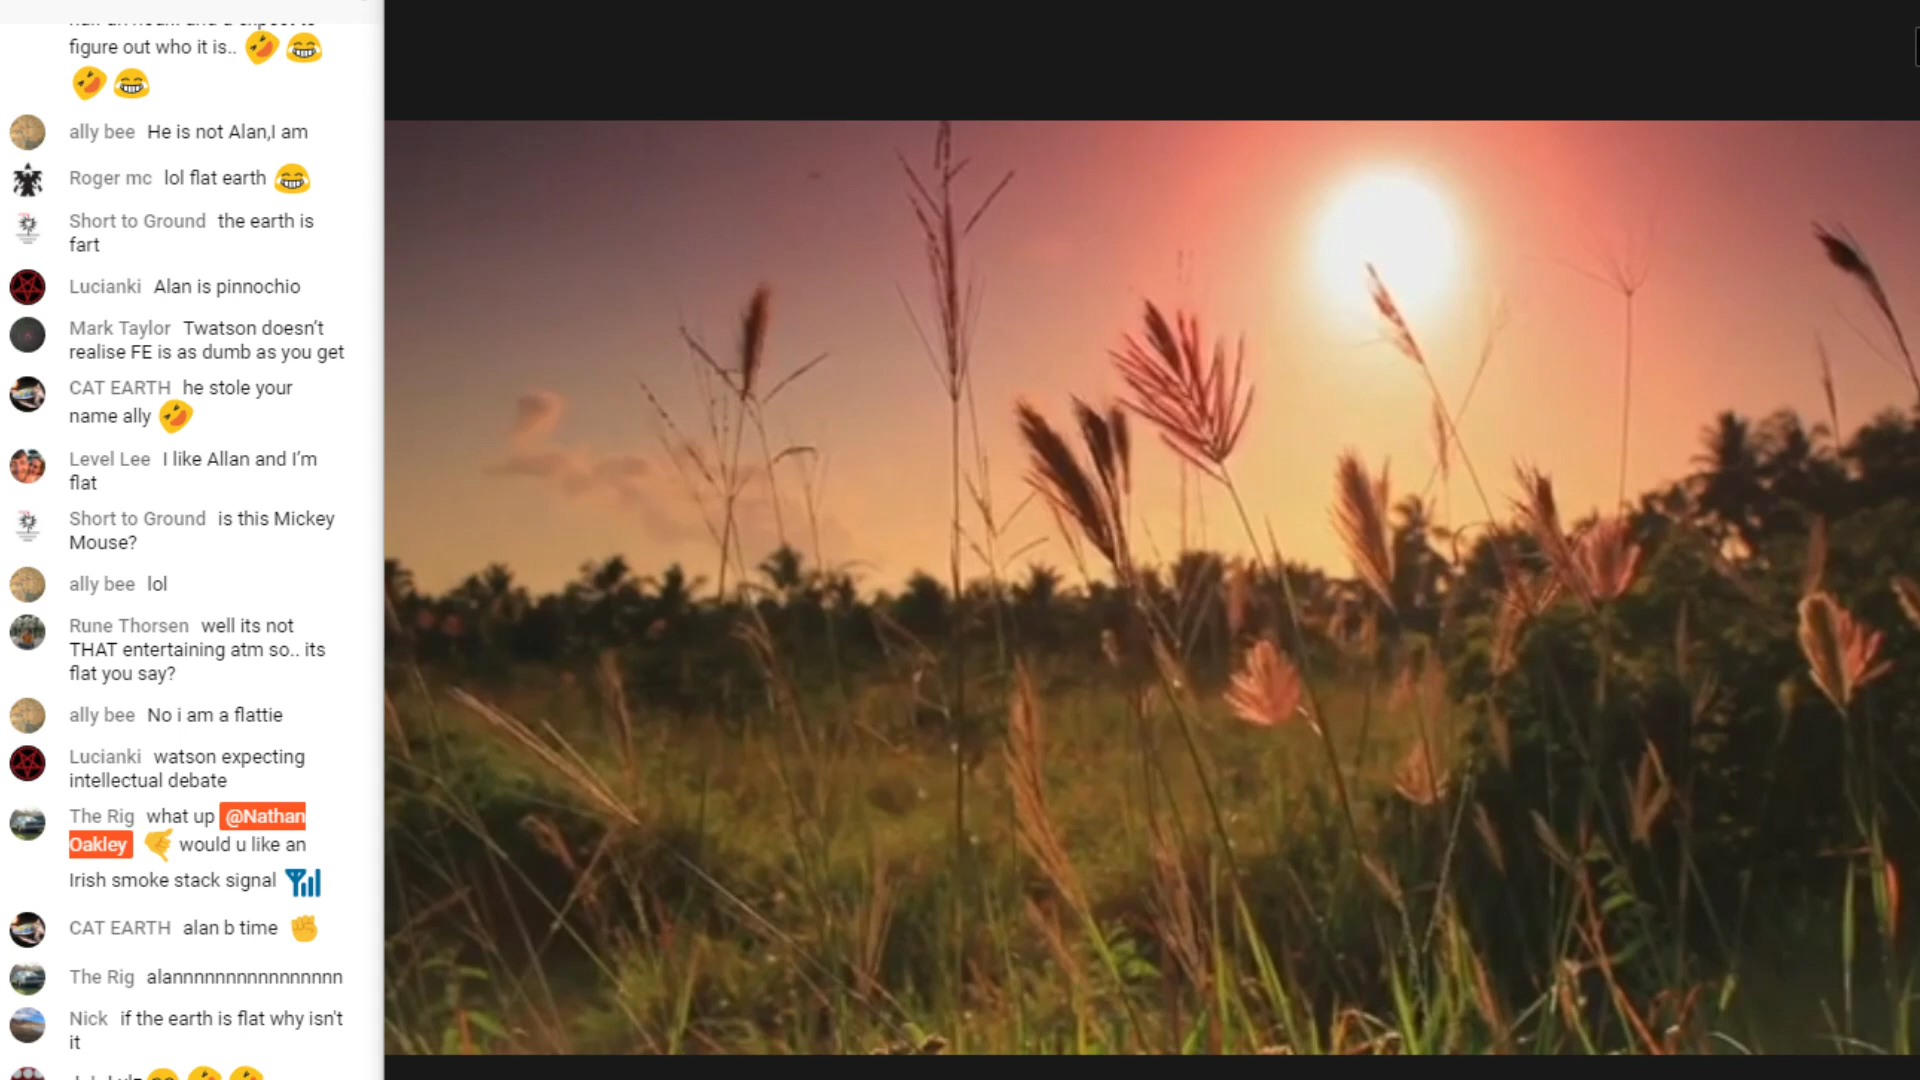 figure out who it is..
ally bee He is not Alan,I am
Roger mc lol flat earth
Short to Ground the earth is
fart
Lucianki Alan is pinnochio
Mark Taylor Twatson doesn't
realise FE is as dumb as you get
CAT EARTH he stole your
name ally
Level Lee I like Allan and I'm
flat
Short to Ground is this Mickey
Mouse?
ally bee lol
Rune Thorsen well its not
THAT entertaining atm so.. its
flat you say?
ally bee No i am a flattie
Lucianki watson expecting
intellectual debate
The Rig what up @Nathan
Oakley would u like an
Irish smoke stack signal
CAT EARTH alan b time
The Rig alannnnnnnnnnnnnnnn
Nick if the earth is flat why isn't
it